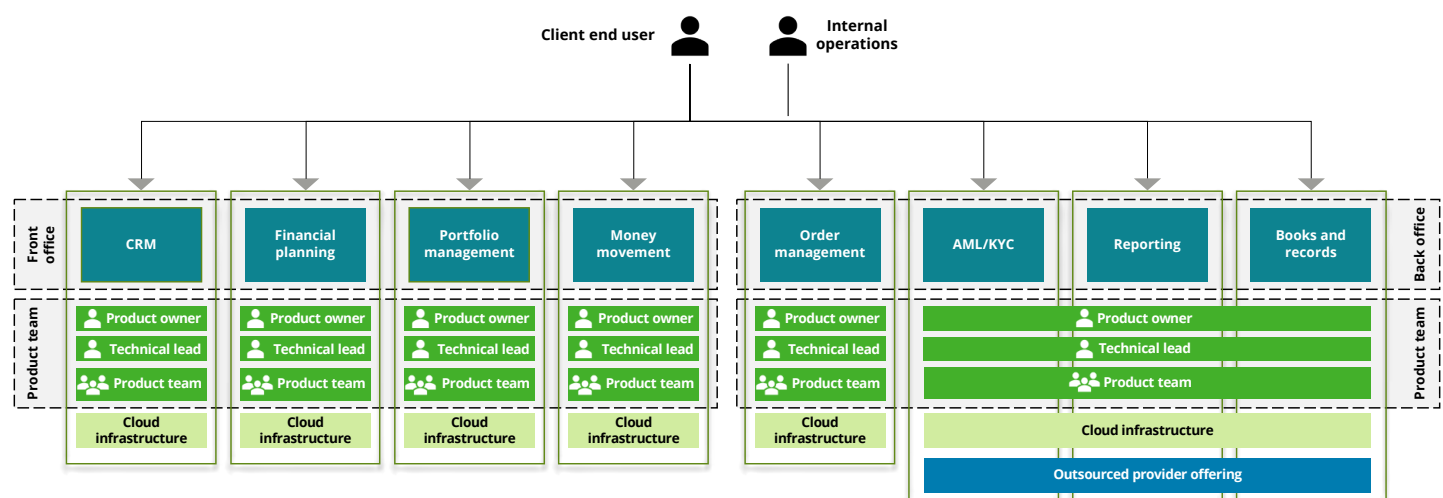 Client end user
Internal
operations
Front
office
CRM
Financial
planning
Portfolio
management
Money
movement
Order
management
AML/KYC
Reporting
Books and
records
Back office
Product team
Product owner
Product owner
Product owner
Product owner
Product owner
Product owner
Technical lead
Technical lead
Technical lead
Technical lead
Technical lead
Technical lead
Product team
Product team
Product team
Product team
Product team
Product team
Product team
Cloud
infrastructure
Cloud
infrastructure
Cloud
infrastructure
Cloud
infrastructure
Cloud
infrastructure
Cloud infrastructure
Outsourced provider offering